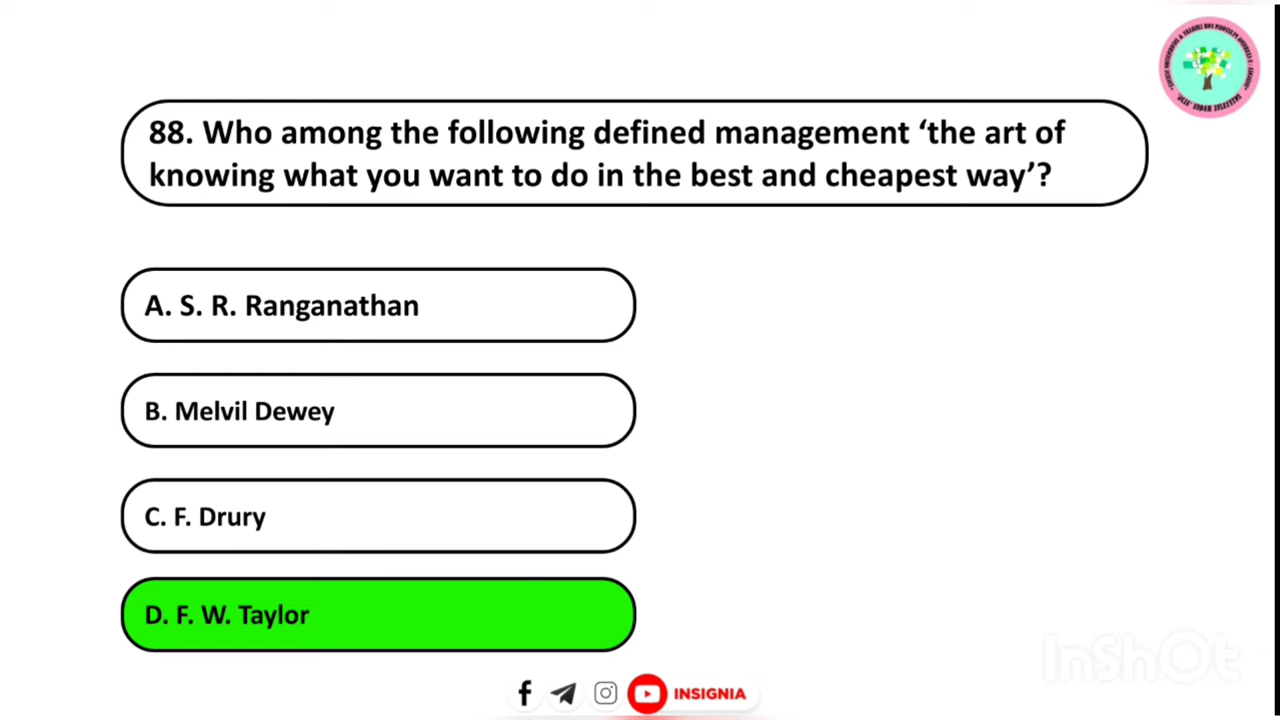 88. Who among the following defined management ‘the art of
knowing what you want to do in the best and cheapest way’?
A. S. R. Ranganathan
B. Melvil Dewey
C. F. Drury
D. F. W. Taylor
INSIGNIA
InShOt